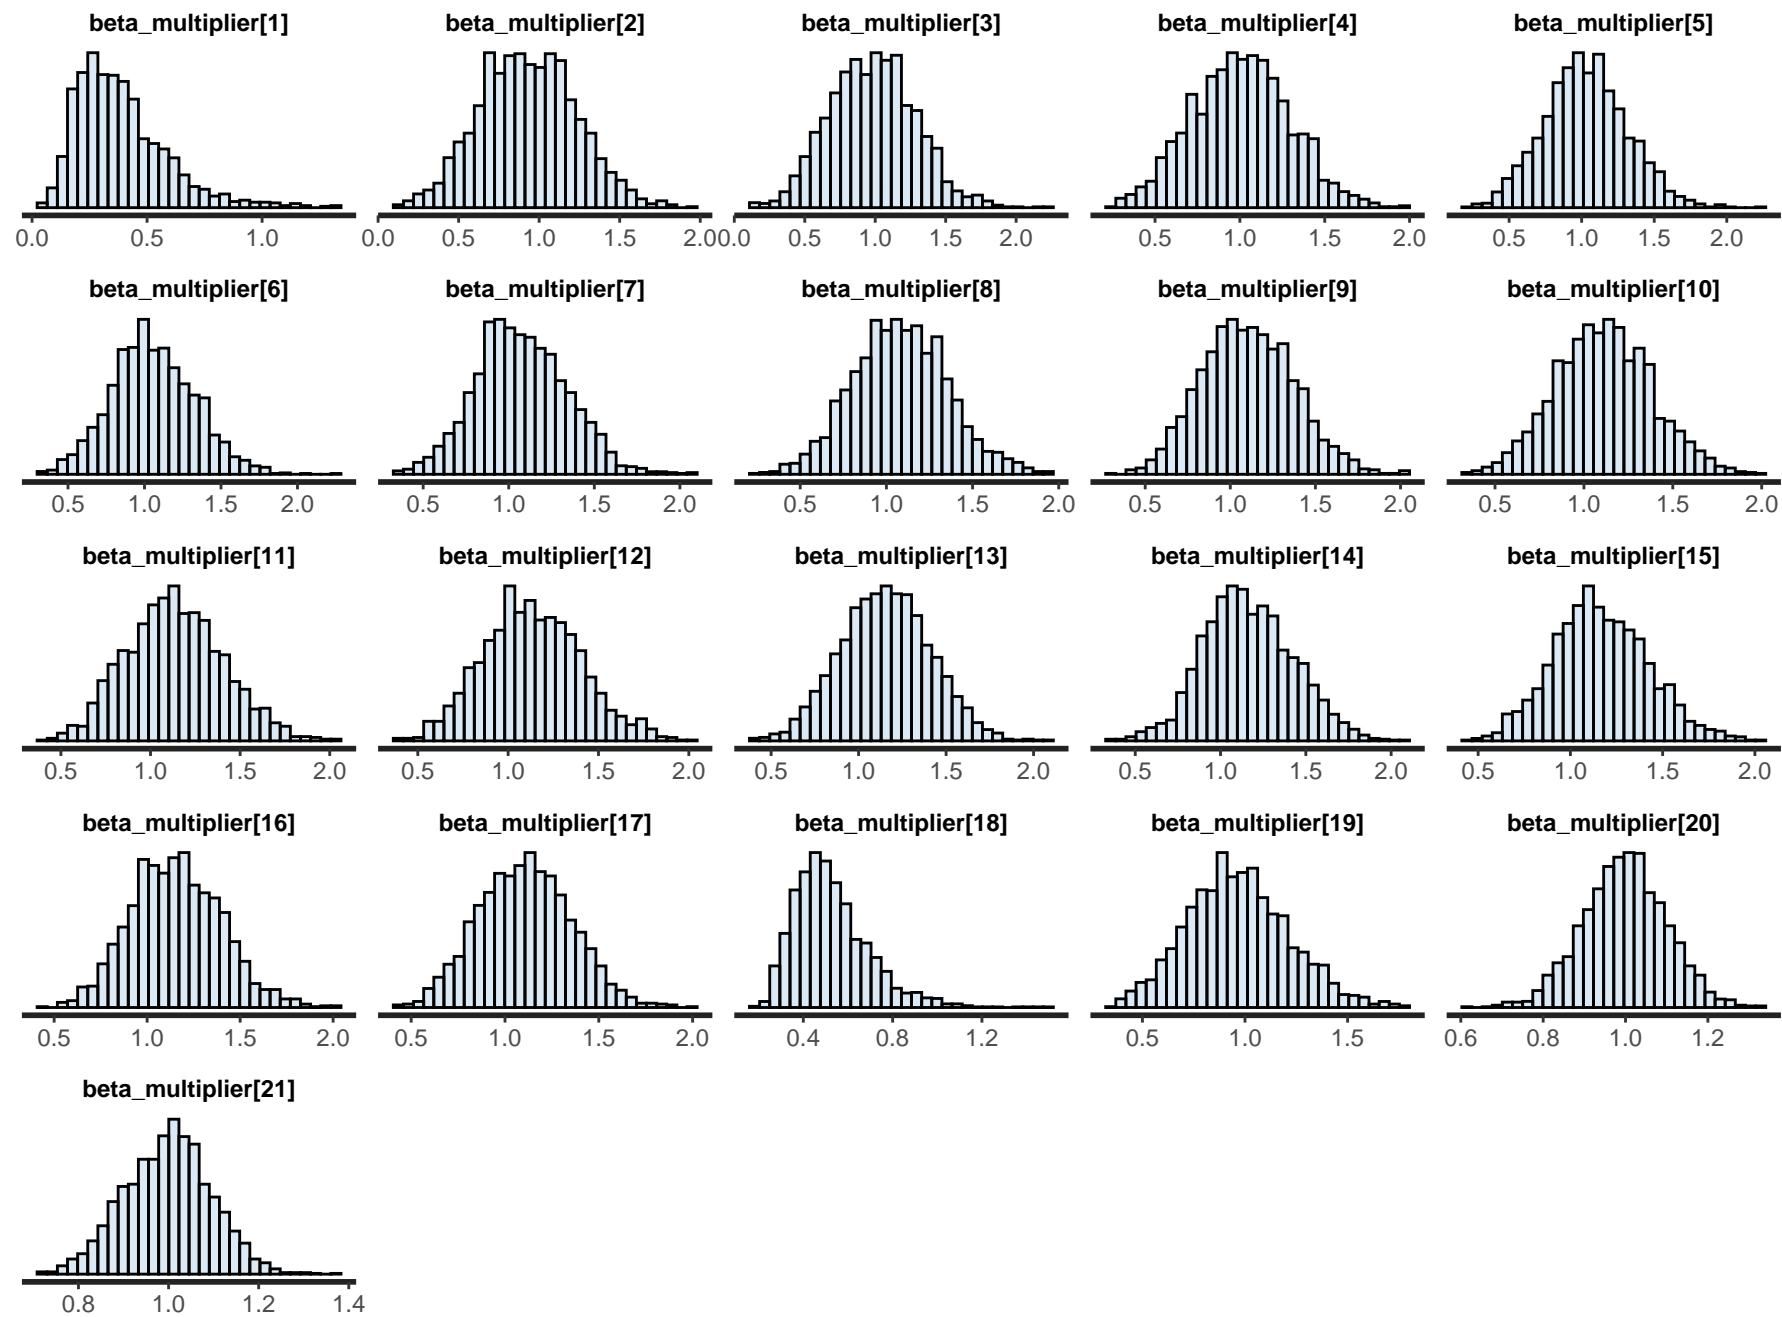 beta_multiplier[1] beta_multiplier[2] beta_multiplier[3] beta_multiplier[4] beta_multiplier[5]
0.0 0.5 1.0 0.0 0.5 1.0 1.5 2.0 0.0 0.5 1.0 1.5 2.0 0.5 1.0 1.5 2.0 0.5 1.0 1.5 2.0
beta_multiplier[6] beta_multiplier[7] beta_multiplier[8] beta_multiplier[9] beta_multiplier[10]
0.5 1.0 1.5 2.0 0.5 1.0 1.5 2.0 0.5 1.0 1.5 2.0 0.5 1.0 1.5 2.0 0.5 1.0 1.5 2.0
beta_multiplier[11] beta_multiplier[12] beta_multiplier[13] beta_multiplier[14] beta_multiplier[15]
0.5 1.0 1.5 2.0 0.5 1.0 1.5 2.0 0.5 1.0 1.5 2.0 0.5 1.0 1.5 2.0 0.5 1.0 1.5 2.0
beta_multiplier[16] beta_multiplier[17] beta_multiplier[18] beta_multiplier[19] beta_multiplier[20]
0.5 1.0 1.5 2.0 0.5 1.0 1.5 2.0 0.4 0.8 1.2 0.5 1.0 1.5 0.6 0.8 1.0 1.2
beta_multiplier[21]
0.8 1.0 1.2 1.4